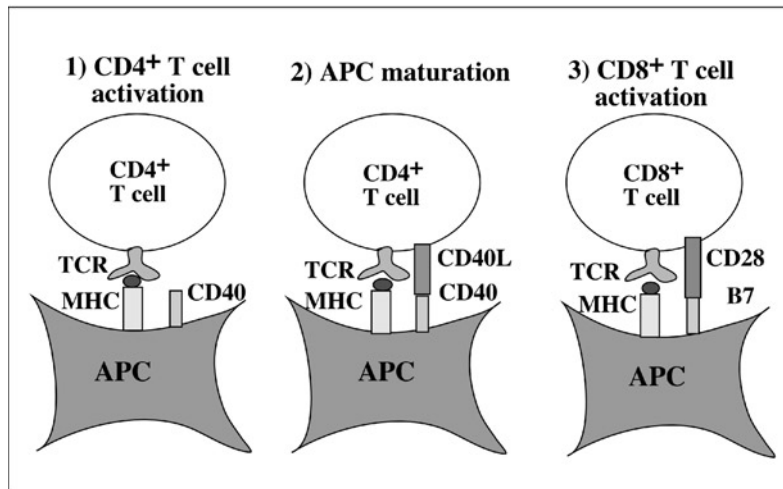 1) CD4+ T cell
activation
2) APC maturation
3) CD8+ T cell
activation
CD4+
T cell
TCR
MHC
CD40
APC
CD4+
T cell
TCR
CD40L
MHC
CD40
APC
CD8+
T cell
TCR
CD28
MHC
B7
APC